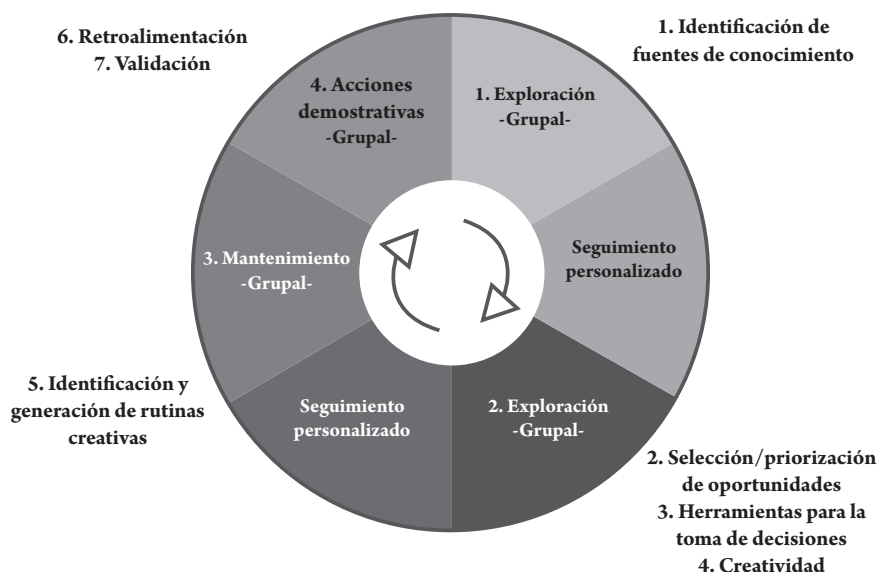 6. Retroalimentación
7. Validación
1. Identificación de
fuentes de conocimiento
4. Acciones
demostrativas
-Grupal-
1. Exploración
-Grupal-
Seguimiento
personalizado
3. Mantenimiento
-Grupal-
Seguimiento
personalizado
2. Exploración
-Grupal-
5. Identificación y
generación de rutinas
creativas
2. Selección/priorización
de oportunidades
3. Herramientas para la
toma de decisiones
4. Creatividad